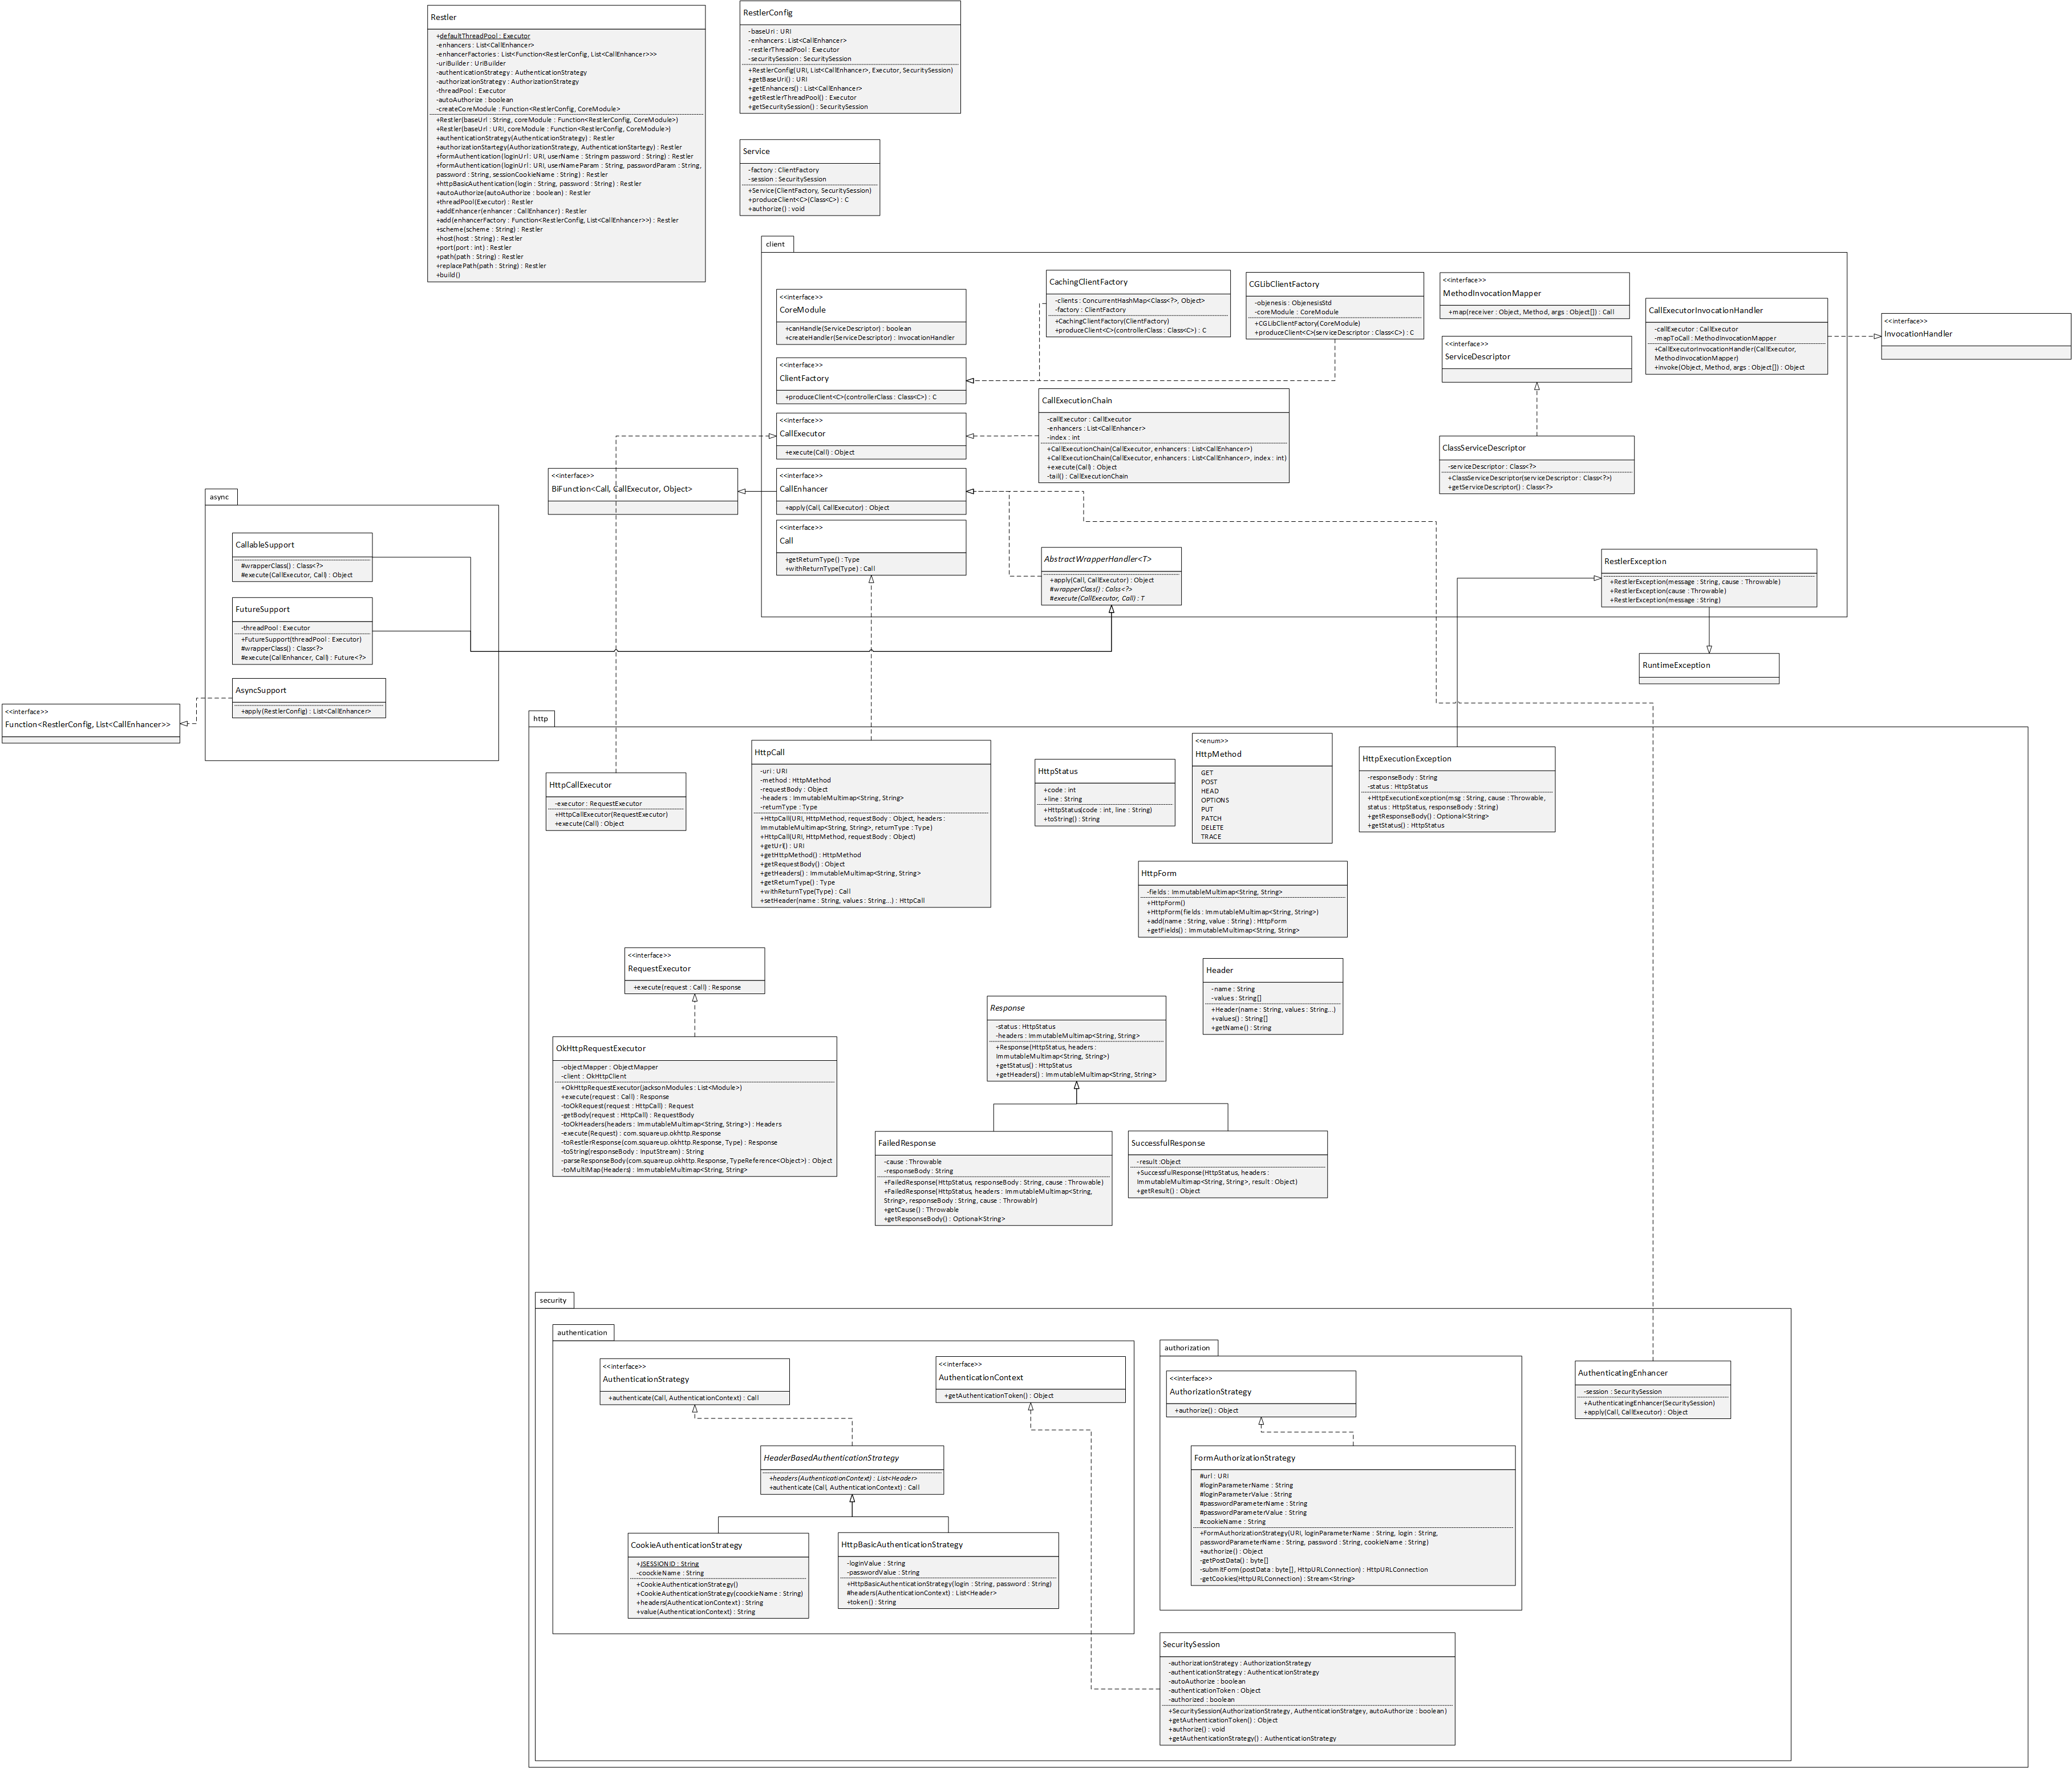 Restler
+defaultThreadPool : Executor
-enhancers : List<CallEnhancer>
-enhancerFactories : List<Function<RestlerConfig, List<CallEnhancer>>>
-uriBuilder : UriBuilder
-authenticationStrategy : AuthenticationStrategy
-authorizationStrategy : AuthorizationStrategy
-threadPool : Executor
-autoAuthorize : boolean
-createCoreModule : Function<RestlerConfig, CoreModule>
+Restler(baseUrl : String, coreModule : Function<RestlerConfig, CoreModule>)
+Restler(baseUrl : URI, coreModule : Function<RestlerConfig, CoreModule>)
+authenticationStrategy(AuthenticationStrategy) : Restler
+authorizationStartegy(AuthorizationStrategy, AuthenticationStartegy) : Restler
+formAuthentication(loginUrl : URI, userName : Stringm password : String) : Restler
+formAuthentication(loginUrl : URI, userNameParam : String, passwordParam : String,
password : String, sessionCookieName : String) : Restler
+httpBasicAuthentication(login : String, password : String) : Restler
+autoAuthorize(autoAuthorize : boolean) : Restler
+threadPool(Executor) : Restler
+addEnhancer(enhancer : CallEnhancer) : Restler
+add(enhancerFactory : Function<RestlerConfig, List<CallEnhancer>>) : Restler
+scheme(scheme : String) : Restler
+host(host : String) : Restler
+port(port : int) : Restler
+path(path : String) : Restler
+replacePath(path : String) : Restler
+build()
RestlerConfig
-baseUri : URI
-enhancers : List<CallEnhancer>
-restlerThreadPool : Executor
-securitySession : SecuritySession
+RestlerConfig(URI, List<CallEnhancer>, Executor, SecuritySession)
+getBaseUri() : URI
+getEnhancers() : List<CallEnhancer>
+getRestlerThreadPool() : Executor
+getSecuritySession() : SecuritySession
Service
-factory : ClientFactory
-session : SecuritySession
+Service(ClientFactory, SecuritySession)
+produceClient<C>(Class<C>) : C
+authorize() : void
client
<<interface>>
CoreModule
+canHandle(ServiceDescriptor) : boolean
+createHandler(ServiceDescriptor) : InvocationHandler
<<interface>>
ClientFactory
+produceClient<C>(controllerClass : Class<C>) : C
<<interface>>
CallExecutor
+execute(Call) : Object
<<interface>>
CallEnhancer
+apply(Call, CallExecutor) : Object
<<interface>>
Call
+getReturnType() : Type
+withReturnType(Type) : Call
CachingClientFactory
-clients : ConcurrentHashMap<Class<?>, Object>
-factory : ClientFactory
+CachingClientFactory(ClientFactory)
+produceClient<C>(controllerClass : Class<C>) : C
CGLibClientFactory
-objenesis : ObjenesisStd
-coreModule : CoreModule
+CGLibClientFactory(CoreModule)
+produceClient<C>(serviceDescriptor : Class<C>) : C
<<interface>>
MethodInvocationMapper
+map(receiver : Object, Method, args : Object[]) : Call
<<interface>>
ServiceDescriptor
CallExecutorInvocationHandler
-callExecutor : CallExecutor
-mapToCall : MethodInvocationMapper
+CallExecutorInvocationHandler(CallExecutor,
MethodInvocationMapper)
+invoke(Object, Method, args : Object[]) : Object
<<interface>>
InvocationHandler
CallExecutionChain
-callExecutor : CallExecutor
-enhancers : List<CallEnhancer>
-index : int
+CallExecutionChain(CallExecutor, enhancers : List<CallEnhancer>)
+CallExecutionChain(CallExecutor, enhancers : List<CallEnhancer>, index : int)
+execute(Call) : Object
-tail() : CallExecutionChain
ClassServiceDescriptor
-serviceDescriptor : Class<?>
+ClassServiceDescriptor(serviceDescriptor : Class<?>)
+getServiceDescriptor() : Class<?>
<<interface>>
BiFunction<Call, CallExecutor, Object>
AbstractWrapperHandler<T>
+apply(Call, CallExecutor) : Object
#wrapperClass() : Calss<?>
#execute(CallExecutor, Call) : T
RestlerException
+RestlerException(message : String, cause : Throwable)
+RestlerException(cause : Throwable)
+RestlerException(message : String)
RuntimeException
async
CallableSupport
#wrapperClass() : Class<?>
#execute(CallExecutor, Call) : Object
FutureSupport
-threadPool : Executor
+FutureSupport(threadPool : Executor)
#wrapperClass() : Class<?>
#execute(CallEnhancer, Call) : Future<?>
AsyncSupport
+apply(RestlerConfig) : List<CallEnhancer>
<<interface>>
Function<RestlerConfig, List<CallEnhancer>>
http
HttpCallExecutor
-executor : RequestExecutor
+HttpCallExecutor(RequestExecutor)
+execute(Call) : Object
HttpCall
-uri : URI
-method : HttpMethod
-requestBody : Object
-headers : ImmutableMultimap<String, String>
-returnType : Type
+HttpCall(URI, HttpMethod, requestBody : Object, headers :
ImmutableMultimap<String, String>, returnType : Type)
+HttpCall(URI, HttpMethod, requestBody : Object)
+getUrl() : URI
+getHttpMethod() : HttpMethod
+getRequestBody() : Object
+getHeaders() : ImmutableMultimap<String, String>
+getReturnType() : Type
+withReturnType(Type) : Call
+setHeader(name : String, values : String...) : HttpCall
HttpStatus
+code : int
+line : String
+HttpStatus(code : int, line : String)
+toString() : String
<<enum>>
HttpMethod
GET
POST
HEAD
OPTIONS
PUT
PATCH
DELETE
TRACE
HttpExecutionException
-responseBody : String
-status : HttpStatus
+HttpExecutionException(msg : String, cause : Throwable,
status : HttpStatus, responseBody : String)
+getResponseBody() : Optional<String>
+getStatus() : HttpStatus
HttpForm
-fields : ImmutableMultimap<String, String>
+HttpForm()
+HttpForm(fields : ImmutableMultimap<String, String>)
+add(name : String, value : String) : HttpForm
+getFields() : ImmutableMultimap<String, String>
<<interface>>
RequestExecutor
+execute(request : Call) : Response
Header
-name : String
-values : String[]
+Header(name : String, values : String...)
+values() : String[]
+getName() : String
Response
-status : HttpStatus
-headers : ImmutableMultimap<String, String>
+Response(HttpStatus, headers :
ImmutableMultimap<String, String>)
+getStatus() : HttpStatus
+getHeaders() : ImmutableMultimap<String, String>
OkHttpRequestExecutor
-objectMapper : ObjectMapper
-client : OkHttpClient
+OkHttpRequestExecutor(jacksonModules : List<Module>)
+execute(request : Call) : Response
-toOkRequest(request : HttpCall) : Request
-getBody(request : HttpCall) : RequestBody
-toOkHeaders(headers : ImmutableMultimap<String, String>) : Headers
-execute(Request) : com.squareup.okhttp.Response
-toRestlerResponse(com.squareup.okhttp.Response, Type) : Response
-toString(responseBody : InputStream) : String
-parseResponseBody(com.squareup.okhttp.Response, TypeReference<Object>) : Object
-toMultiMap(Headers) : ImmutableMultimap<String, String>
FailedResponse
-cause : Throwable
-responseBody : String
+FailedResponse(HttpStatus, responseBody : String, cause : Throwable)
+FailedResponse(HttpStatus, headers : ImmutableMultimap<String,
String>, responseBody : String, cause : Throwablr)
+getCause() : Throwable
+getResponseBody() : Optional<String>
SuccessfulResponse
-result :Object
+SuccessfulResponse(HttpStatus, headers :
ImmutableMultimap<String, String>, result : Object)
+getResult() : Object
security
authentication
<<interface>>
AuthenticationStrategy
+authenticate(Call, AuthenticationContext) : Call
<<interface>>
AuthenticationContext
+getAuthenticationToken() : Object
HeaderBasedAuthenticationStrategy
+headers(AuthenticationContext) : List<Header>
+authenticate(Call, AuthenticationContext) : Call
CookieAuthenticationStrategy
+JSESSIONID : String
-coockieName : String
+CookieAuthenticationStrategy()
+CookieAuthenticationStrategy(coockieName : String)
+headers(AuthenticationContext) : String
+value(AuthenticationContext) : String
HttpBasicAuthenticationStrategy
-loginValue : String
-passwordValue : String
+HttpBasicAuthenticationStrategy(login : String, password : String)
#headers(AuthenticationContext) : List<Header>
+token() : String
authorization
<<interface>>
AuthorizationStrategy
+authorize() : Object
FormAuthorizationStrategy
#url : URI
#loginParameterName : String
#loginParameterValue : String
#passwordParameterName : String
#passwordParameterValue : String
#cookieName : String
+FormAuthorizationStrategy(URI, loginParameterName : String, login : String,
passwordParameterName : String, password : String, cookieName : String)
+authorize() : Object
-getPostData() : byte[]
-submitForm(postData : byte[], HttpURLConnection) : HttpURLConnection
-getCookies(HttpURLConnection) : Stream<String>
AuthenticatingEnhancer
-session : SecuritySession
+AuthenticatingEnhancer(SecuritySession)
+apply(Call, CallExecutor) : Object
SecuritySession
-authorizationStrategy : AuthorizationStrategy
-authenticationStrategy : AuthenticationStrategy
-autoAuthorize : boolean
-authenticationToken : Object
-authorized : boolean
+SecuritySession(AuthorizationStrategy, AuthenticationStratgey, autoAuthorize : boolean)
+getAuthenticationToken() : Object
+authorize() : void
+getAuthenticationStrategy() : AuthenticationStrategy